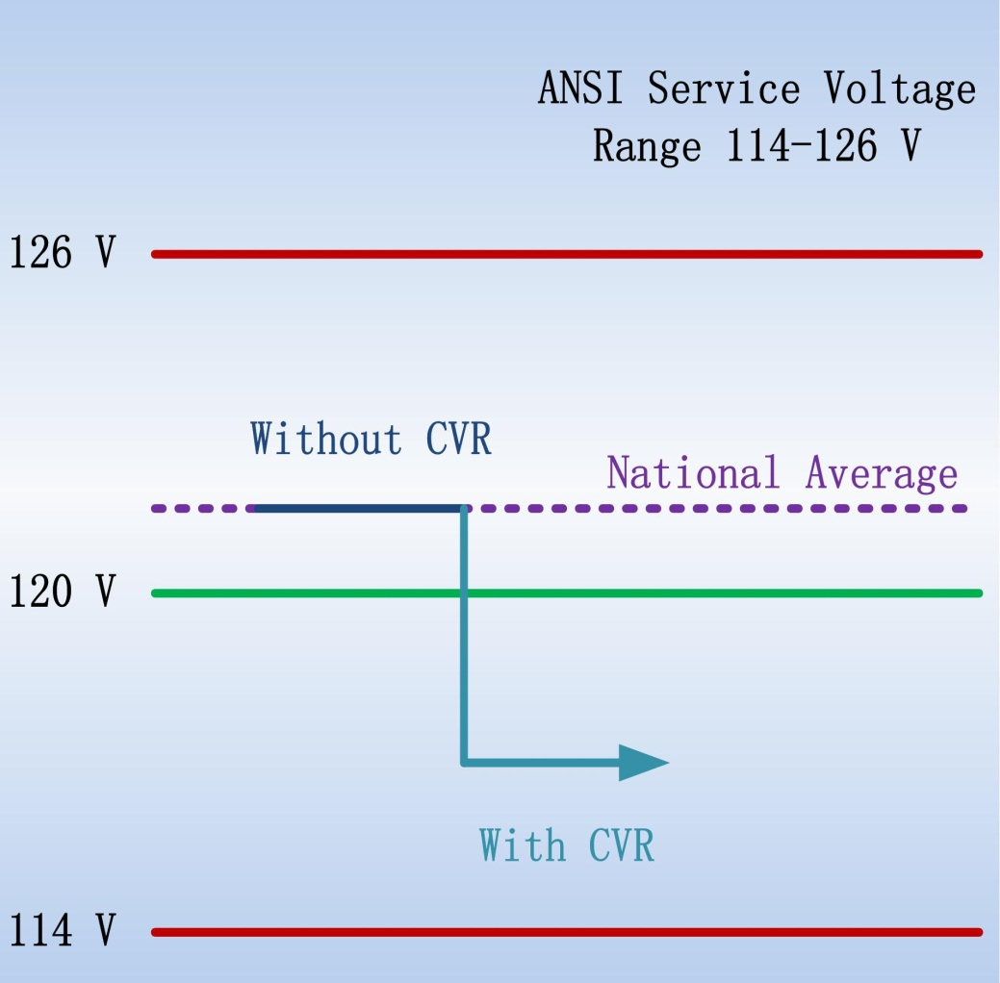 ANSI Service Voltage
Range 114-126 V
126 V
Without CVR
National Average
120 V
With CVR
114 V